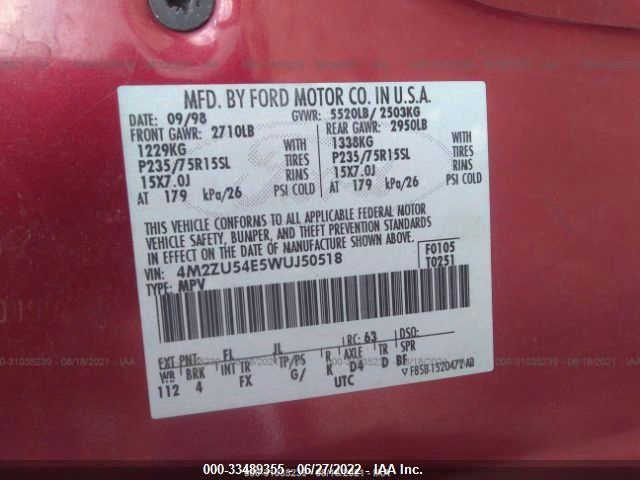 MFD. BY FORD MOTOR CO. IN U.S.A.
DATE: 09/98 GVWR: 5520LB/ 2503KG
FRONT GAWR: 2710LB REAR GAWR: 2950LB
1229KG WITH 1338KG WITH
P235/75R15SL TIRES P235/75R15SL TIRES
15X7.0J RIMS 15X7.0J RIMS
AT 179 kPa/26 PSI COLD AT 179 kPa/26 PSI COLD
THIS VEHICLE CONFORMS TO ALL APPLICABLE FEDERAL MOTOR
VEHICLE SAFETY, BUMPER, AND THEFT PREVENTION STANDARDS
IN EFFECT ON THE DATE OF MANUFACTURE SHOWN ABOVE.
VIN: 4M2ZU54E5WUJ50518 F0105
TYPE: MPV T0251
EXT PNT: FL JL RC: 63 DSO:
WB BRK INT TR TP/PS R AXLE TR SPR
112 4 FX G/ K D4 D BF
UTC
000-33489355 - 06/27/2022 - IAA Inc.